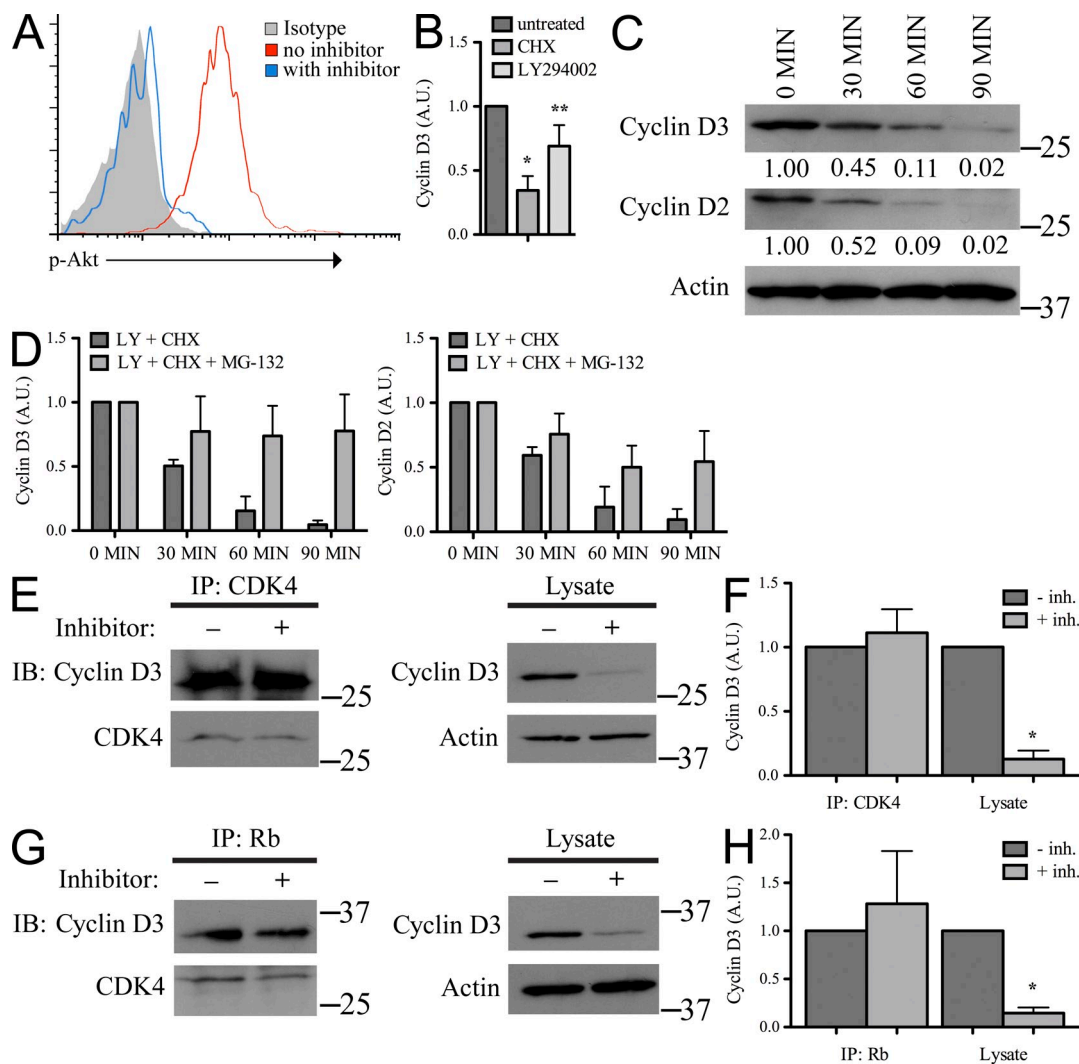 A
Isotype
no inhibitor
with inhibitor
p-Akt
B
untreated
CHX
LY294002
Cyclin D3 (A.U.)
1.5
1.0
0.5
0.0
*
**
C
0 MIN
30 MIN
60 MIN
90 MIN
Cyclin D3
–25
1.00 0.45 0.11 0.02
Cyclin D2
–25
1.00 0.52 0.09 0.02
Actin
–37
D
LY + CHX
LY + CHX + MG-132
Cyclin D3 (A.U.)
1.5
1.0
0.5
0.0
0 MIN 30 MIN 60 MIN 90 MIN
LY + CHX
LY + CHX + MG-132
Cyclin D2 (A.U.)
1.5
1.0
0.5
0.0
0 MIN 30 MIN 60 MIN 90 MIN
E
IP: CDK4
Inhibitor: – +
IB: Cyclin D3
–25
CDK4
–25
Lysate
– +
Cyclin D3
–25
Actin
–37
F
- inh.
+ inh.
Cyclin D3 (A.U.)
1.5
1.0
0.5
0.0
*
IP: CDK4 Lysate
G
IP: Rb
Inhibitor: – +
–37
IB: Cyclin D3
CDK4
–25
Lysate
– +
–37
Cyclin D3
Actin
–37
H
- inh.
+ inh.
Cyclin D3 (A.U.)
2.0
1.5
1.0
0.5
0.0
*
IP: Rb Lysate